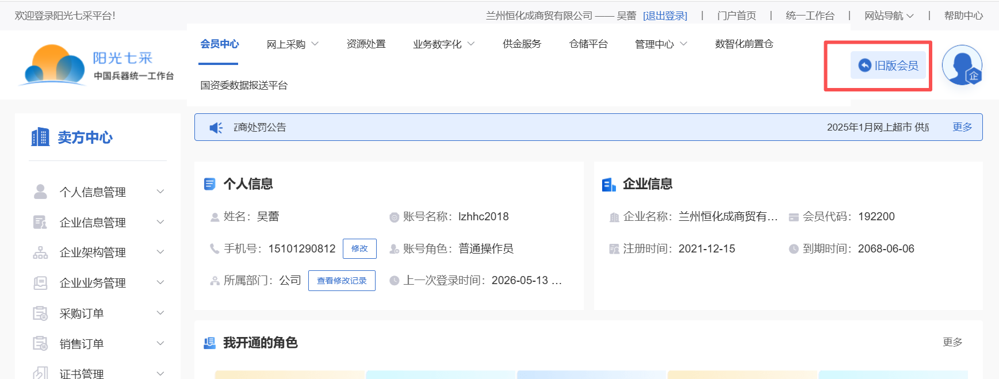 欢迎登录阳光七采平台!
兰州恒化成商贸有限公司 —— 吴蕾 [退出登录] | 门户首页 | 统一工作台 | 网站导航 | 帮助中心
阳光七采
中国兵器统一工作台
会员中心 网上采购 资源处置 业务数字化 供金服务 仓储平台 管理中心 数智化前置仓
国资委数据报送平台
旧版会员
企
卖方中心
个人信息管理
企业信息管理
企业架构管理
企业业务管理
采购订单
销售订单
证书管理
应商处罚公告 2025年1月网上超市 供应 更多
个人信息
姓名: 吴蕾 账号名称: lzhhc2018
手机号: 15101290812 修改 账号角色: 普通操作员
所属部门: 公司 查看修改记录 上一次登录时间: 2026-05-13 ...
企业信息
企业名称: 兰州恒化成商贸有... 会员代码: 192200
注册时间: 2021-12-15 到期时间: 2068-06-06
我开通的角色 更多